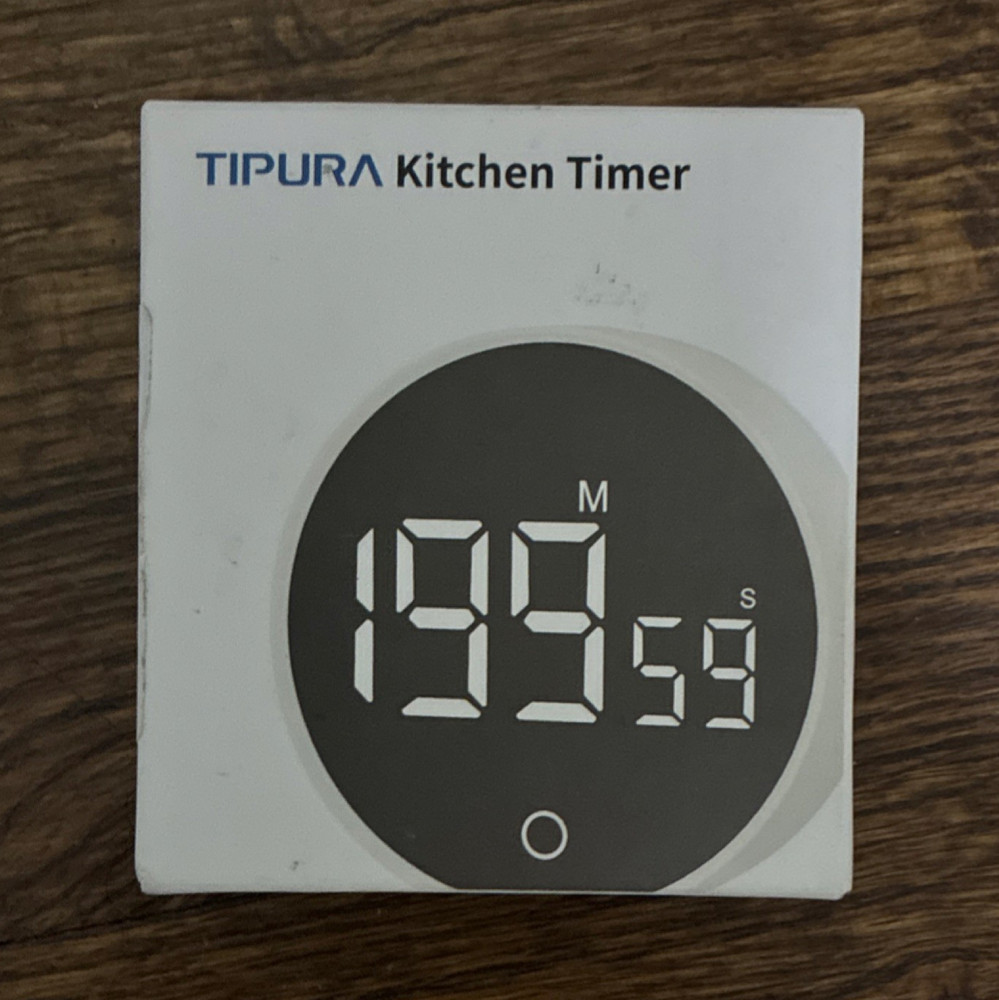 TIPURA Kitchen Timer
M
199 59
S